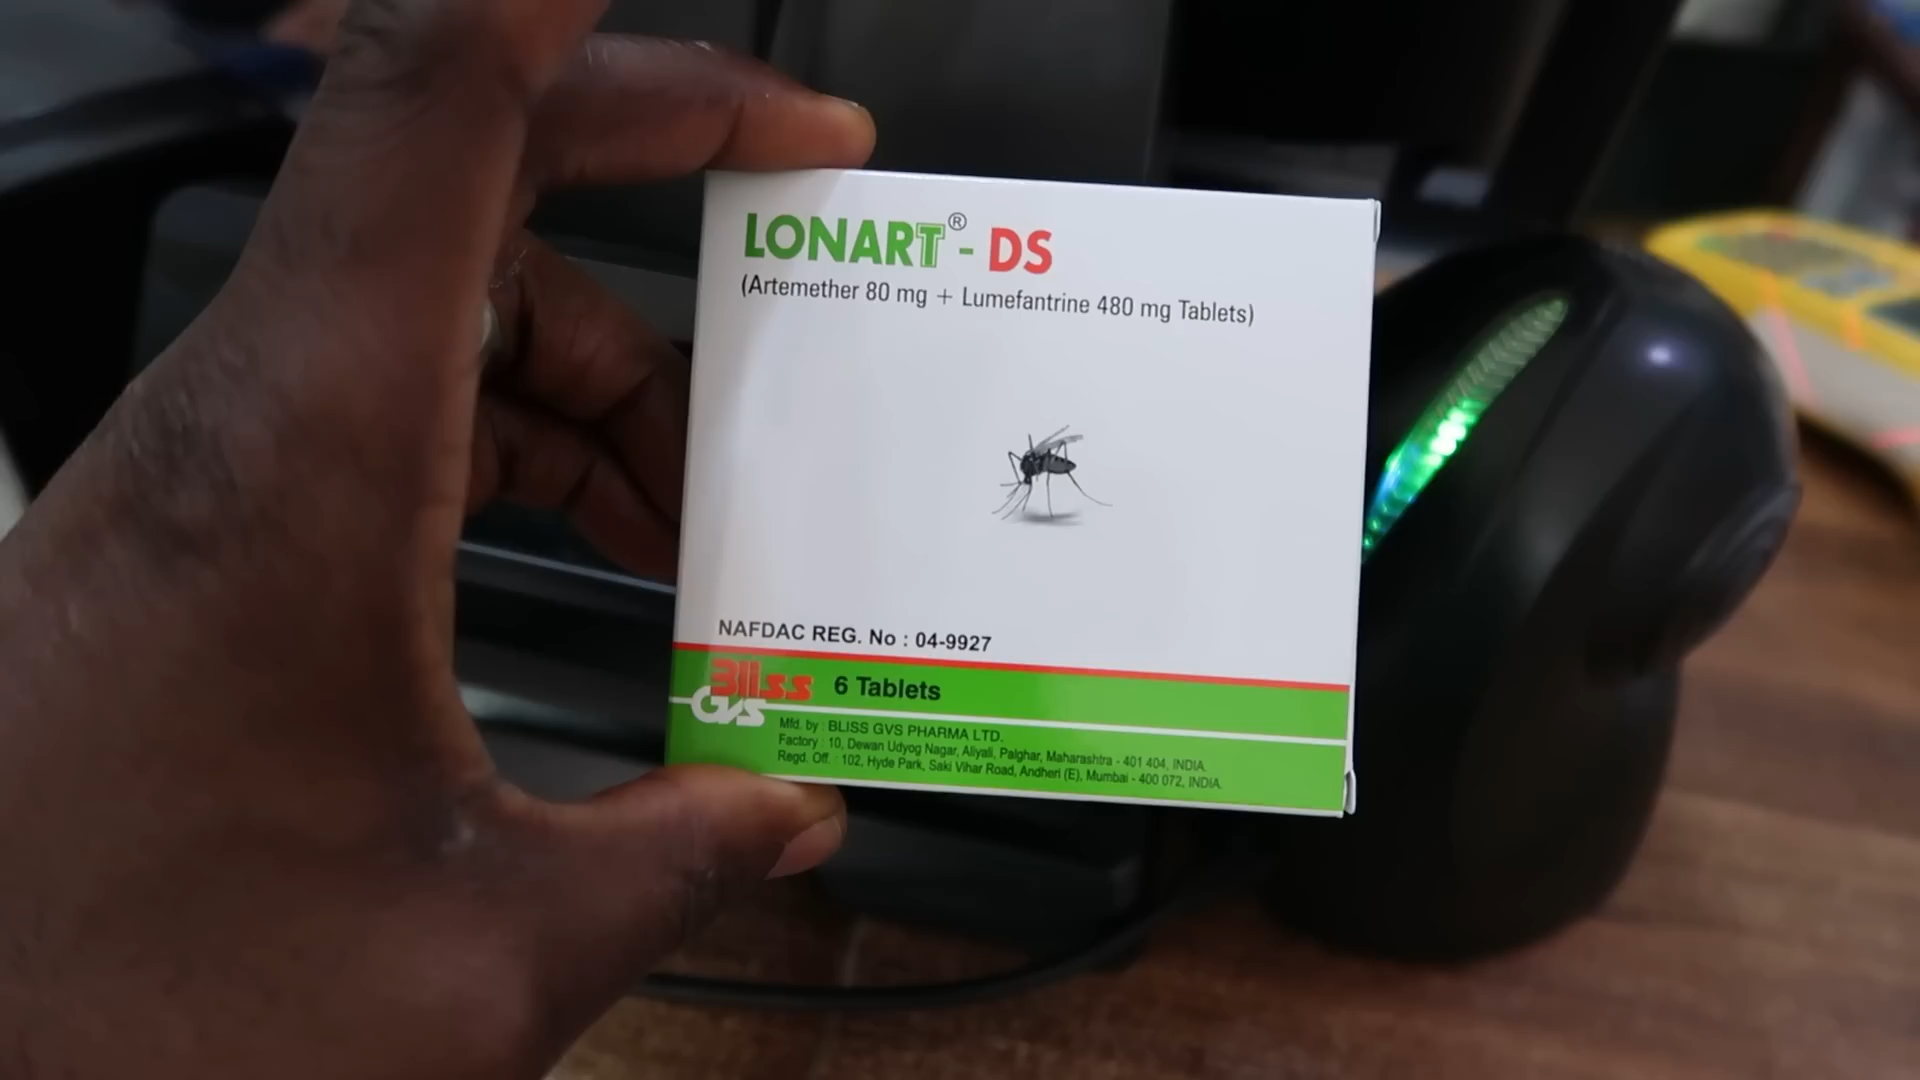 LONART® - DS
(Artemether 80 mg + Lumefantrine 480 mg Tablets)
NAFDAC REG. No : 04-9927
Bliss GVS
6 Tablets
Mfd. by : BLISS GVS PHARMA LTD.
Factory : 10, Dewan Udyog Nagar, Aliyali, Palghar, Maharashtra - 401 404, INDIA.
Regd. Off. : 102, Hyde Park, Saki Vihar Road, Andheri (E), Mumbai - 400 072, INDIA.